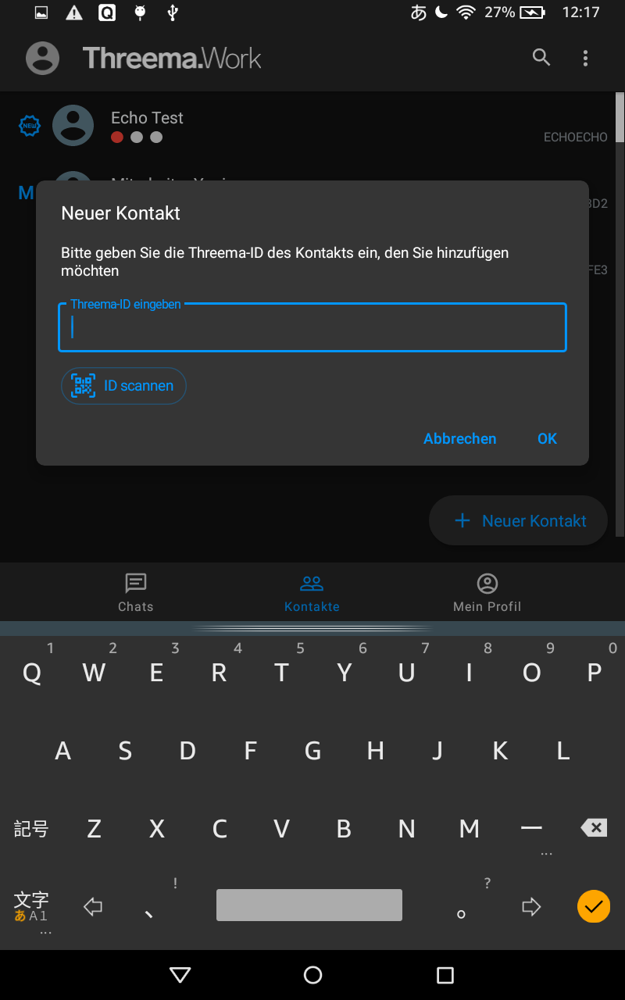 あ 27% 12:17
Threema.Work
NEW
Echo Test
ECHOECHO
M
3D2
FE3
Neuer Kontakt
Bitte geben Sie die Threema-ID des Kontakts ein, den Sie hinzufügen
möchten
Threema-ID eingeben
ID scannen
Abbrechen OK
Neuer Kontakt
Chats Kontakte Mein Profil
1 2 3 4 5 6 7 8 9 0
Q W E R T Y U I O P
A S D F G H J K L
記号 Z X C V B N M ー
...
! ?
文字 、 。
あ A 1
...